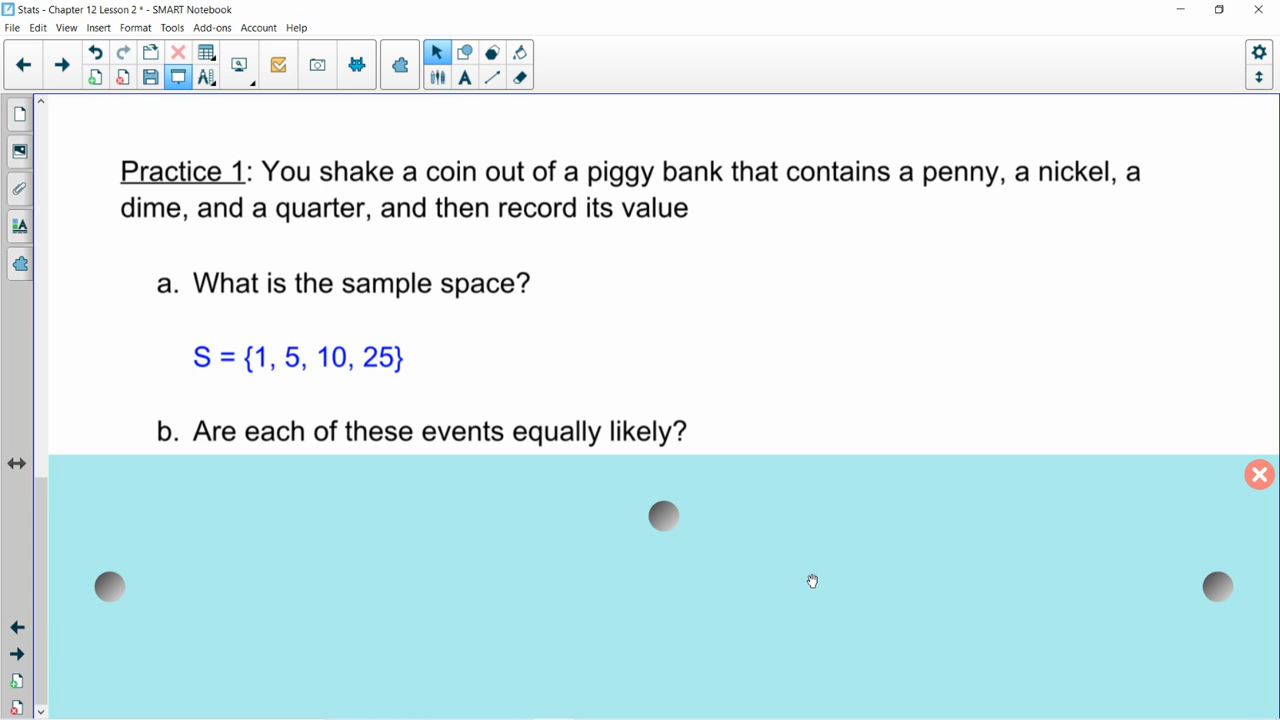 Stats - Chapter 12 Lesson 2 * - SMART Notebook
File Edit View Insert Format Tools Add-ons Account Help
Practice 1: You shake a coin out of a piggy bank that contains a penny, a nickel, a
dime, and a quarter, and then record its value
a. What is the sample space?
S = {1, 5, 10, 25}
b. Are each of these events equally likely?